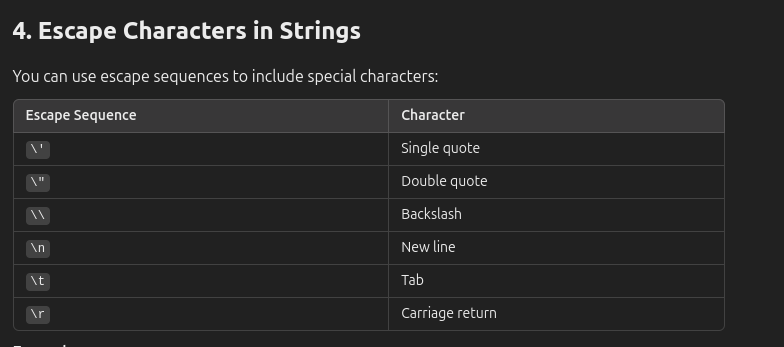 4. Escape Characters in Strings
You can use escape sequences to include special characters:
Escape Sequence Character
\' Single quote
\" Double quote
\\ Backslash
\n New line
\t Tab
\r Carriage return